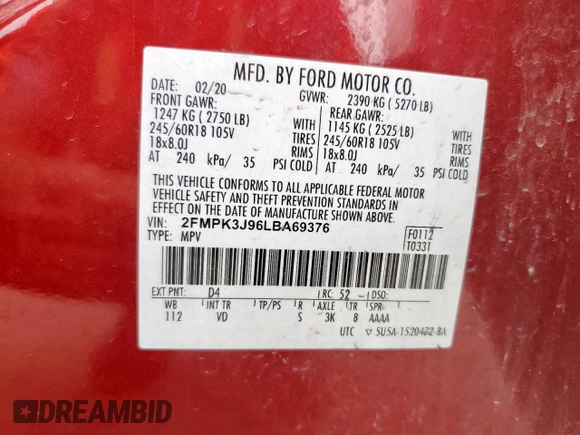 MFD. BY FORD MOTOR CO.
DATE: 02/20 GVWR: 2390 KG ( 5270 LB)
FRONT GAWR: REAR GAWR:
1247 KG ( 2750 LB) WITH 1145 KG ( 2525 LB) WITH
245/60R18 105V TIRES 245/60R18 105V TIRES
18x8.0J RIMS 18x8.0J RIMS
AT 240 kPa/ 35 PSI COLD AT 240 kPa/ 35 PSI COLD
THIS VEHICLE CONFORMS TO ALL APPLICABLE FEDERAL MOTOR
VEHICLE SAFETY AND THEFT PREVENTION STANDARDS IN
EFFECT ON THE DATE OF MANUFACTURE SHOWN ABOVE.
VIN: 2FMPK3J96LBA69376 F0112
TYPE: MPV T0331
EXT PNT: D4 RC: 52 DSO:
WB INT TR TP/PS R AXLE TR SPR
112 VD S 3K 8 AAAA
UTC ▽ 5U5A-1520472-BA
DREAMBID